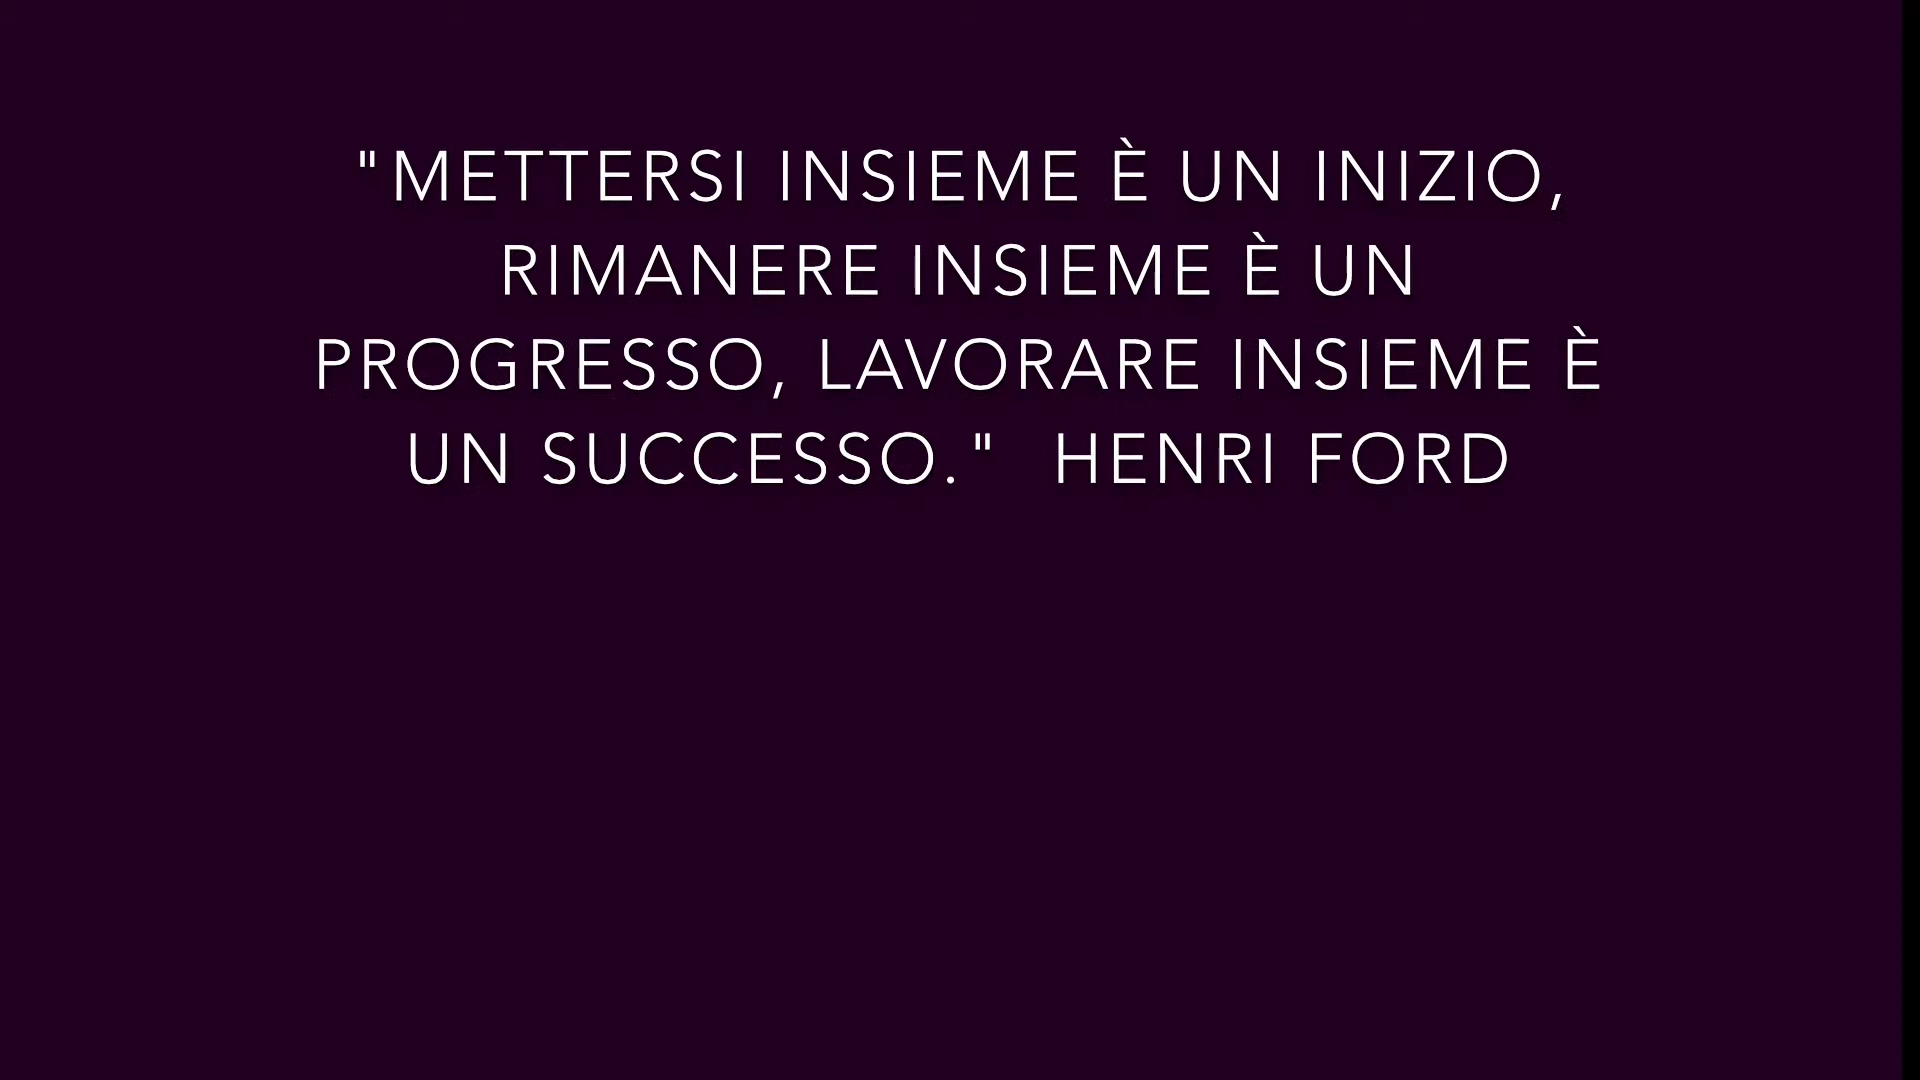 "METTERSI INSIEME È UN INIZIO,
RIMANERE INSIEME È UN
PROGRESSO, LAVORARE INSIEME È
UN SUCCESSO."  HENRI FORD